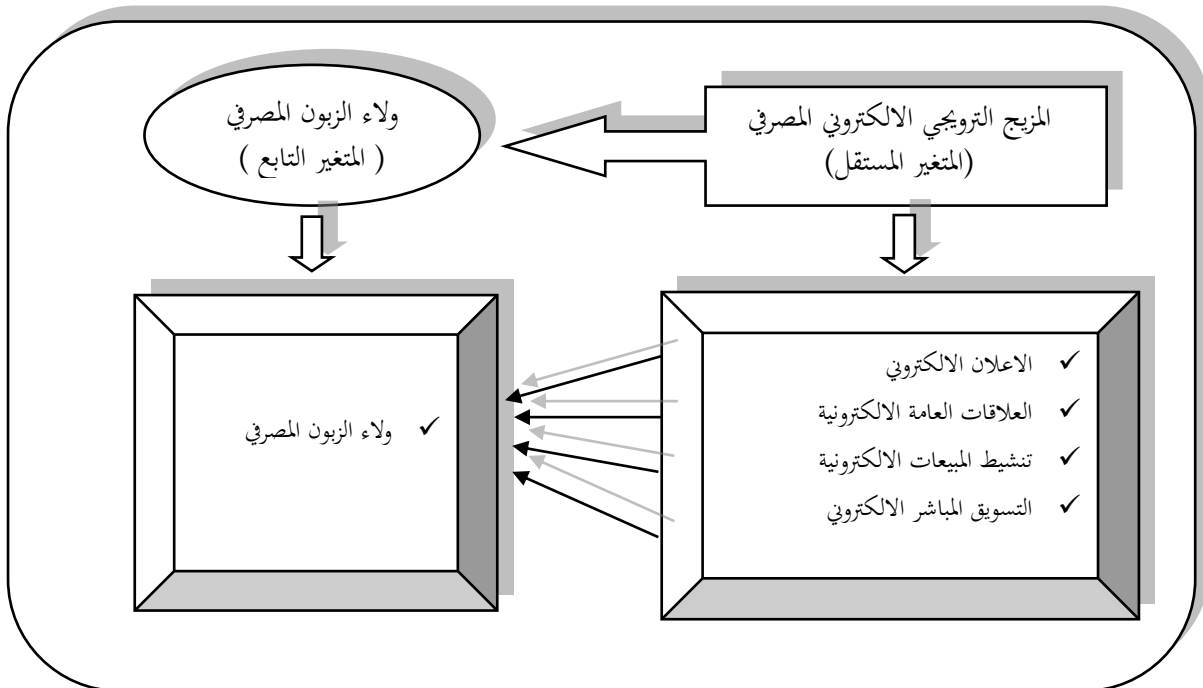 المزيج الترويجي الالكتروني المصرفي
(المتغير المستقل)
ولاء الزبون المصرفي
( المتغير التابع )
✓ الاعلان الالكتروني
✓ العلاقات العامة الالكترونية
✓ تنشيط المبيعات الالكترونية
✓ التسويق المباشر الالكتروني
✓ ولاء الزبون المصرفي